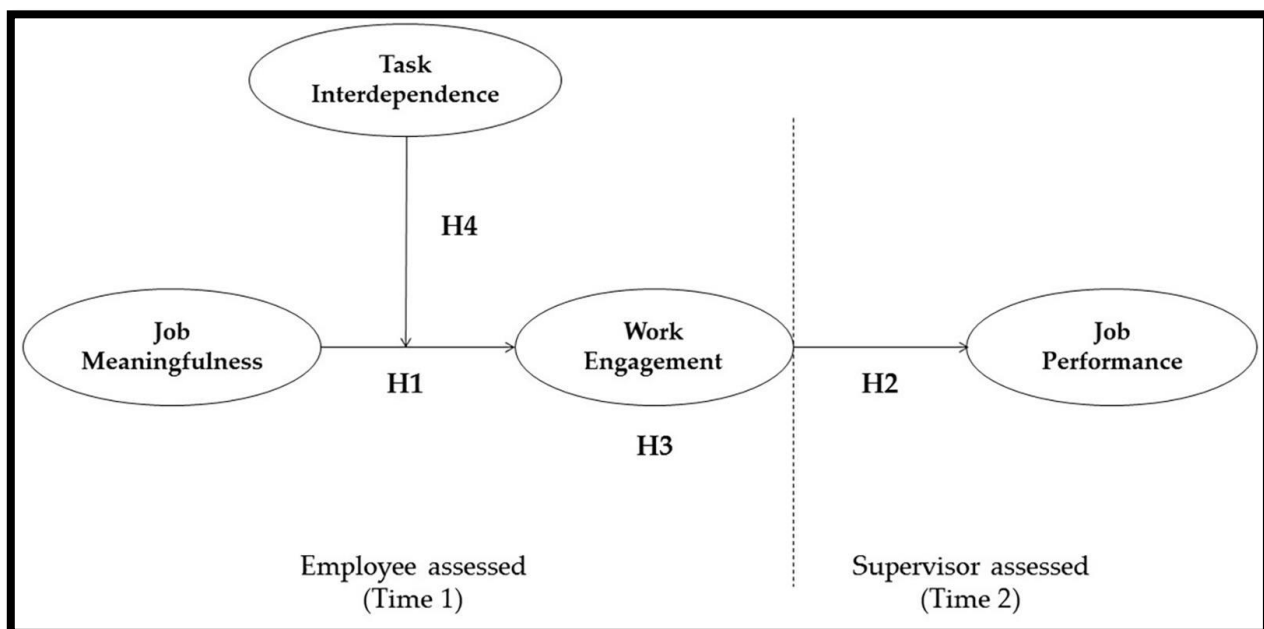 Task
Interdependence
H4
Job
Meaningfulness
H1
Work
Engagement
H3
H2
Job
Performance
Employee assessed
(Time 1)
Supervisor assessed
(Time 2)